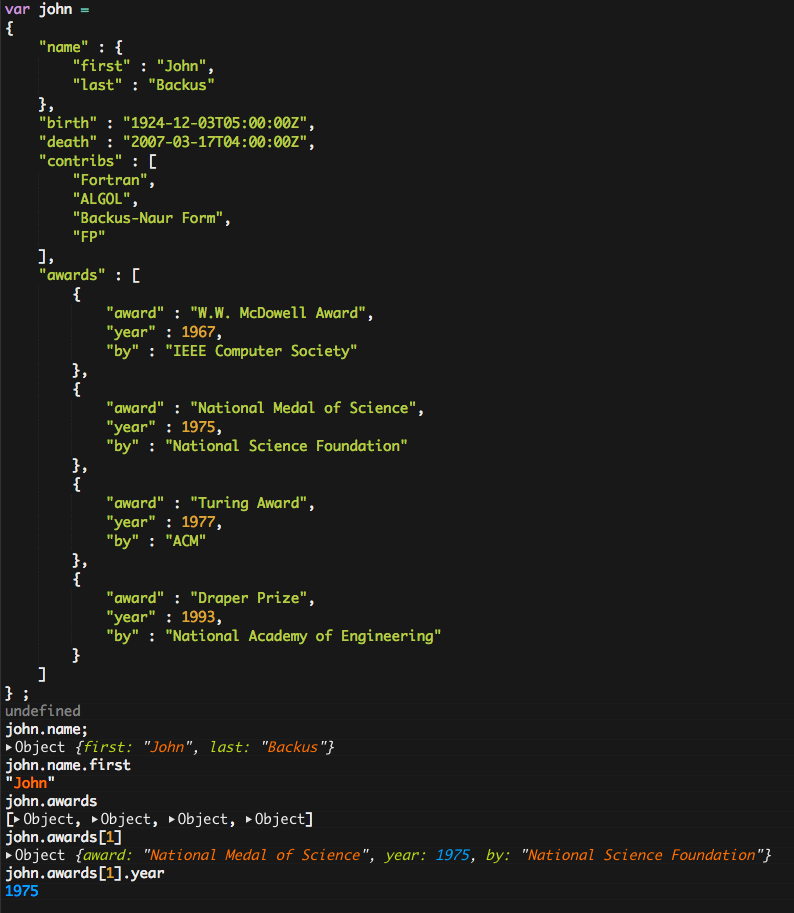 var john =
{
    "name" : {
        "first" : "John",
        "last" : "Backus"
    },
    "birth" : "1924-12-03T05:00:00Z",
    "death" : "2007-03-17T04:00:00Z",
    "contribs" : [
        "Fortran",
        "ALGOL",
        "Backus-Naur Form",
        "FP"
    ],
    "awards" : [
        {
            "award" : "W.W. McDowell Award",
            "year" : 1967,
            "by" : "IEEE Computer Society"
        },
        {
            "award" : "National Medal of Science",
            "year" : 1975,
            "by" : "National Science Foundation"
        },
        {
            "award" : "Turing Award",
            "year" : 1977,
            "by" : "ACM"
        },
        {
            "award" : "Draper Prize",
            "year" : 1993,
            "by" : "National Academy of Engineering"
        }
    ]
} ;
undefined
john.name;
▸Object {first: "John", last: "Backus"}
john.name.first
"John"
john.awards
[▸Object, ▸Object, ▸Object, ▸Object]
john.awards[1]
▸Object {award: "National Medal of Science", year: 1975, by: "National Science Foundation"}
john.awards[1].year
1975